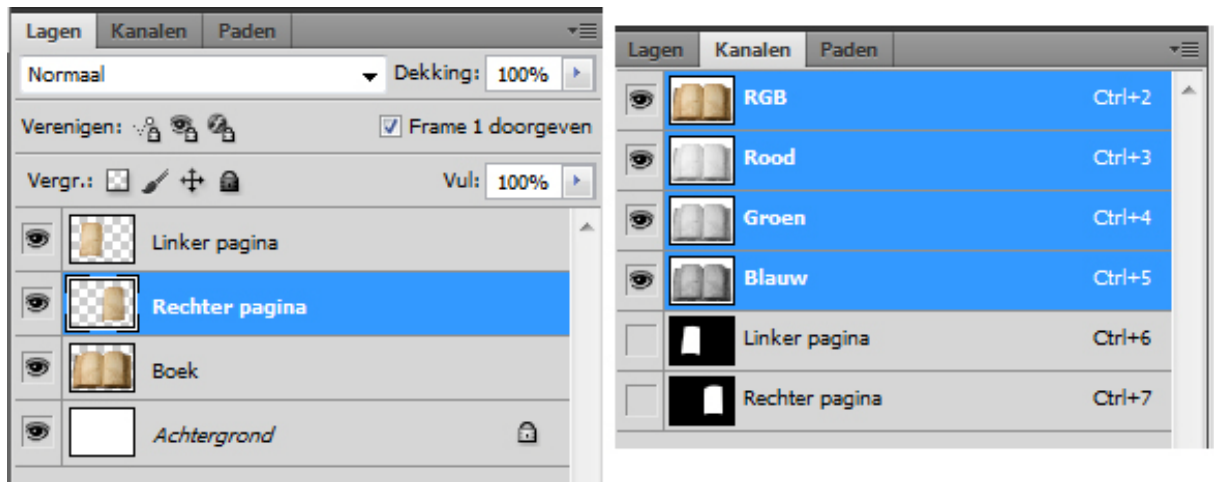 Lagen Kanalen Paden
Normaal Dekking: 100%
Verenigen: Frame 1 doorgeven
Vergr.: Vul: 100%
Linker pagina
Rechter pagina
Boek
Achtergrond
Lagen Kanalen Paden
RGB Ctrl+2
Rood Ctrl+3
Groen Ctrl+4
Blauw Ctrl+5
Linker pagina Ctrl+6
Rechter pagina Ctrl+7